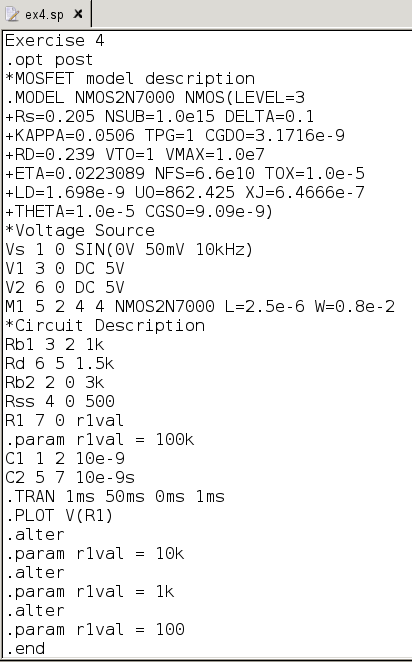 ex4.sp
Exercise 4
.opt post
*MOSFET model description
.MODEL NMOS2N7000 NMOS(LEVEL=3
+Rs=0.205 NSUB=1.0e15 DELTA=0.1
+KAPPA=0.0506 TPG=1 CGDO=3.1716e-9
+RD=0.239 VTO=1 VMAX=1.0e7
+ETA=0.0223089 NFS=6.6e10 TOX=1.0e-5
+LD=1.698e-9 UO=862.425 XJ=6.4666e-7
+THETA=1.0e-5 CGSO=9.09e-9)
*Voltage Source
Vs 1 0 SIN(0V 50mV 10kHz)
V1 3 0 DC 5V
V2 6 0 DC 5V
M1 5 2 4 4 NMOS2N7000 L=2.5e-6 W=0.8e-2
*Circuit Description
Rb1 3 2 1k
Rd 6 5 1.5k
Rb2 2 0 3k
Rss 4 0 500
R1 7 0 r1val
.param r1val = 100k
C1 1 2 10e-9
C2 5 7 10e-9s
.TRAN 1ms 50ms 0ms 1ms
.PLOT V(R1)
.alter
.param r1val = 10k
.alter
.param r1val = 1k
.alter
.param r1val = 100
.end